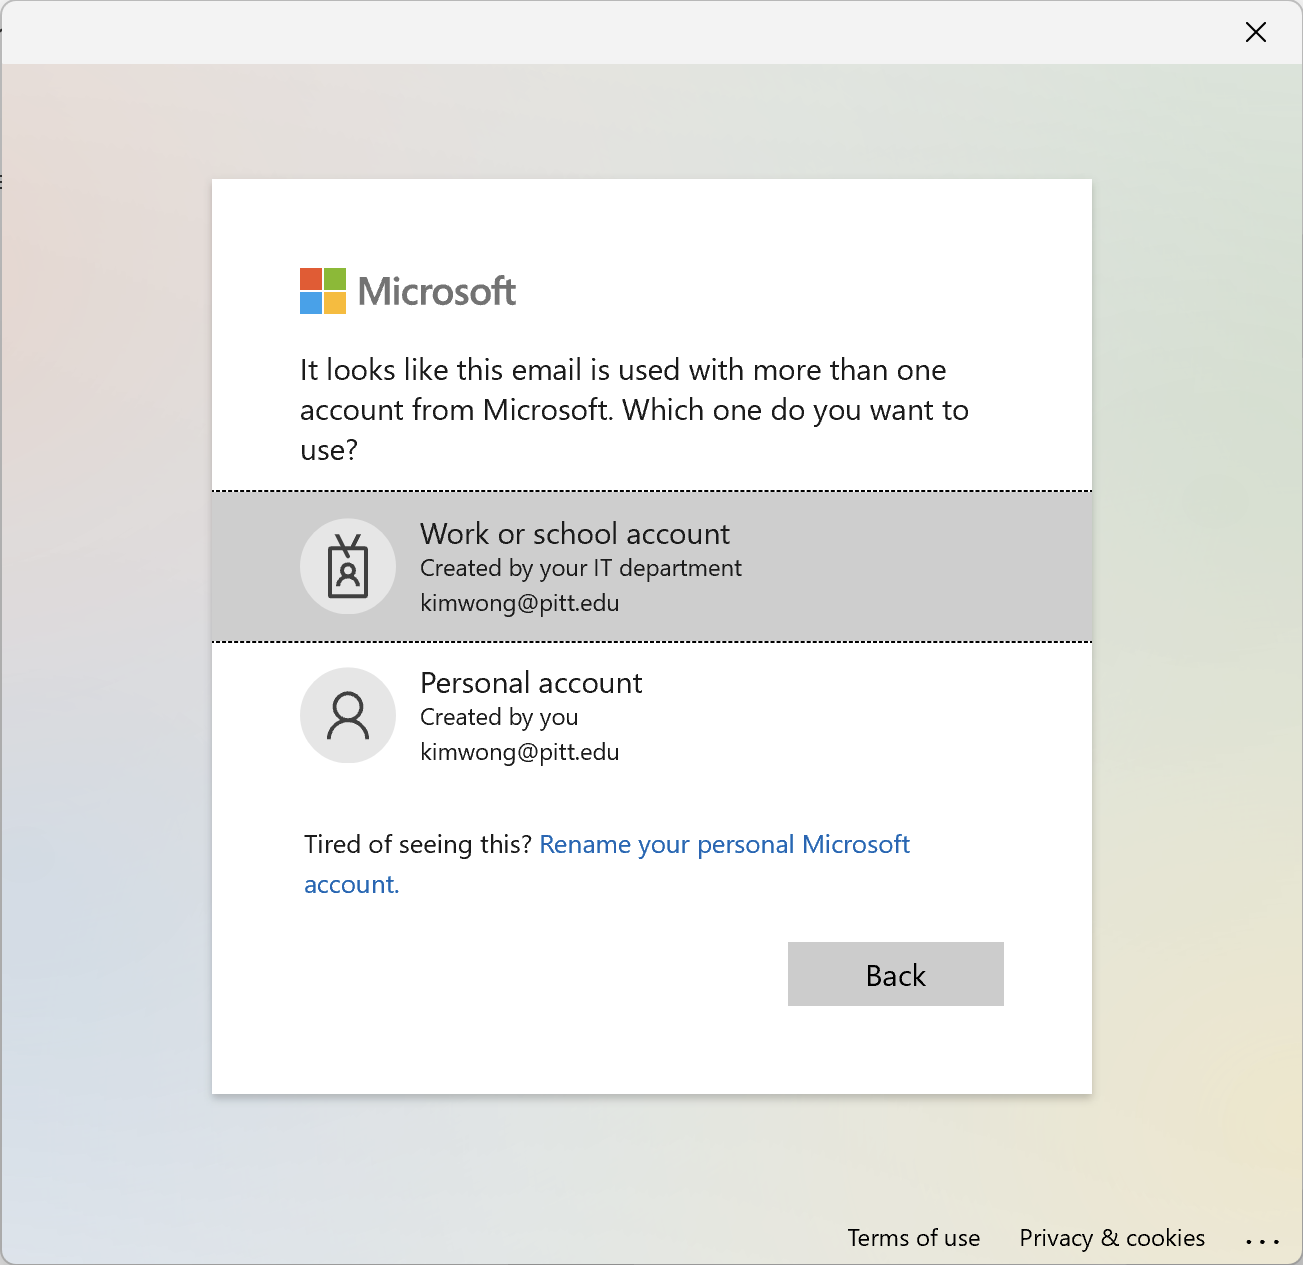 Microsoft
It looks like this email is used with more than one
account from Microsoft. Which one do you want to
use?
Work or school account
Created by your IT department
kimwong@pitt.edu
Personal account
Created by you
kimwong@pitt.edu
Tired of seeing this? Rename your personal Microsoft
account.
Back
Terms of use Privacy & cookies ...